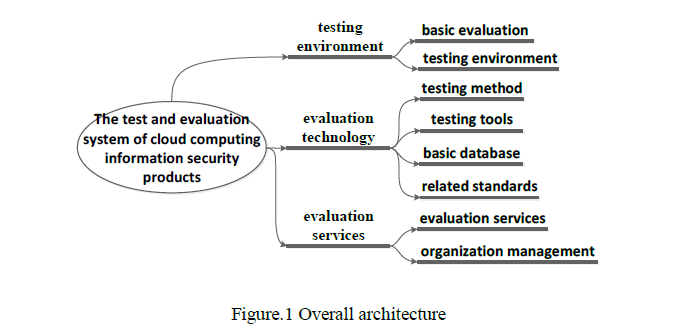 testing
environment
basic evaluation
testing environment
The test and evaluation
system of cloud computing
information security
products
evaluation
technology
testing method
testing tools
basic database
related standards
evaluation
services
evaluation services
organization management
Figure.1 Overall architecture